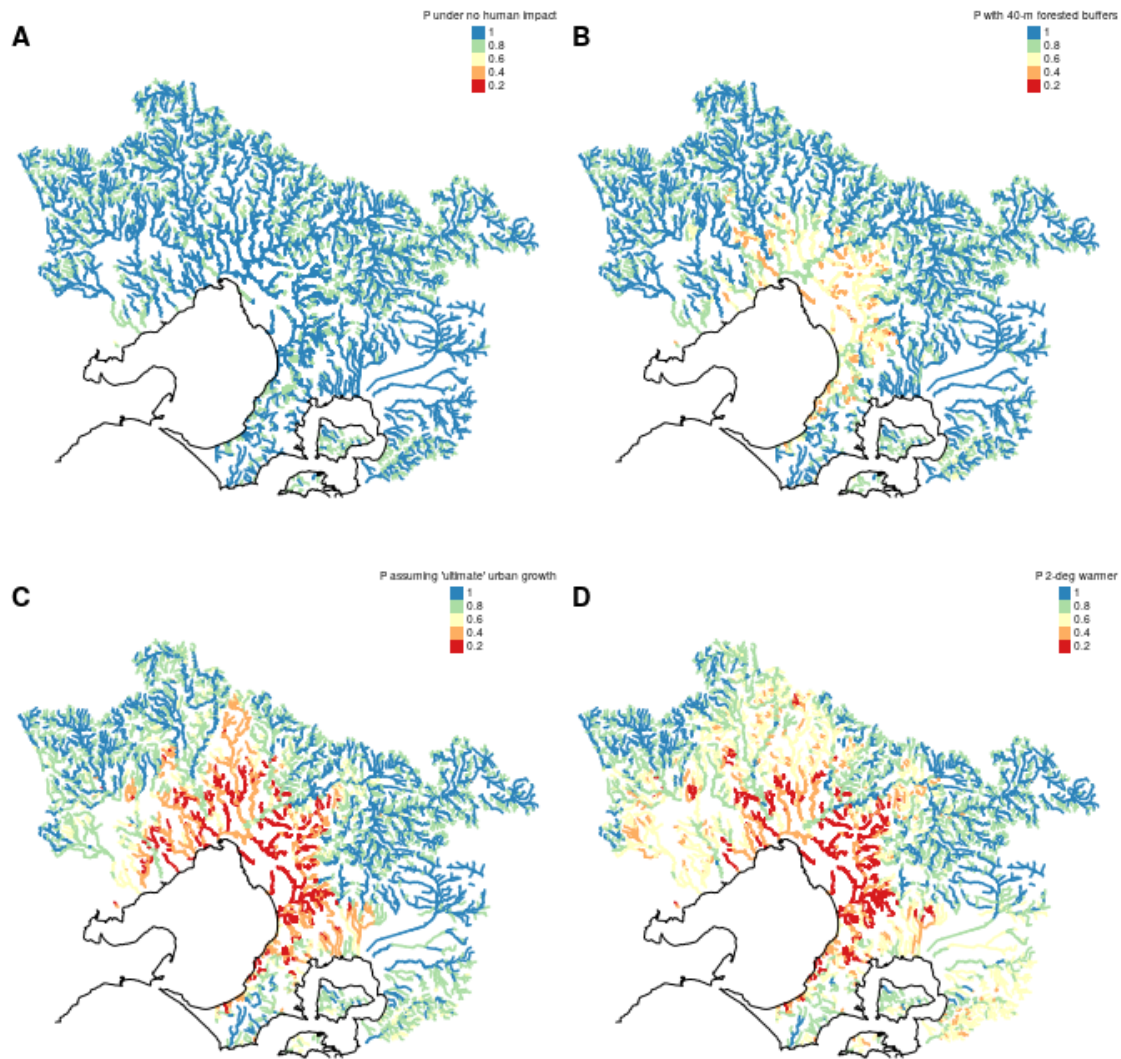 P under no human impact
A
1
0.8
0.6
0.4
0.2
P with 40-m forested buffers
B
1
0.8
0.6
0.4
0.2
P assuming 'ultimate' urban growth
C
1
0.8
0.6
0.4
0.2
P 2-deg warmer
D
1
0.8
0.6
0.4
0.2